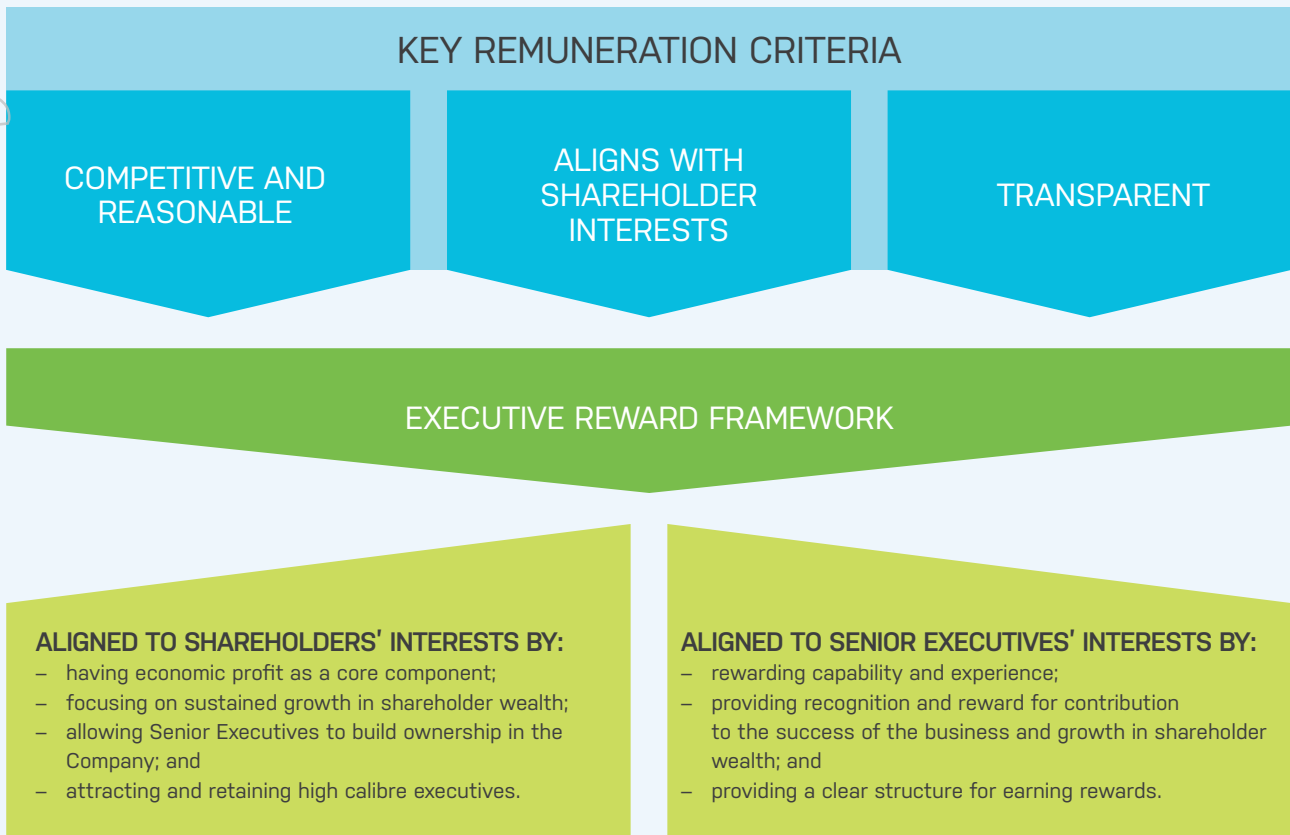 KEY REMUNERATION CRITERIA
COMPETITIVE AND
REASONABLE
ALIGNS WITH
SHAREHOLDER
INTERESTS
TRANSPARENT
EXECUTIVE REWARD FRAMEWORK
ALIGNED TO SHAREHOLDERS' INTERESTS BY:
– having economic profit as a core component;
– focusing on sustained growth in shareholder wealth;
– allowing Senior Executives to build ownership in the
Company; and
– attracting and retaining high calibre executives.
ALIGNED TO SENIOR EXECUTIVES' INTERESTS BY:
– rewarding capability and experience;
– providing recognition and reward for contribution
to the success of the business and growth in shareholder
wealth; and
– providing a clear structure for earning rewards.